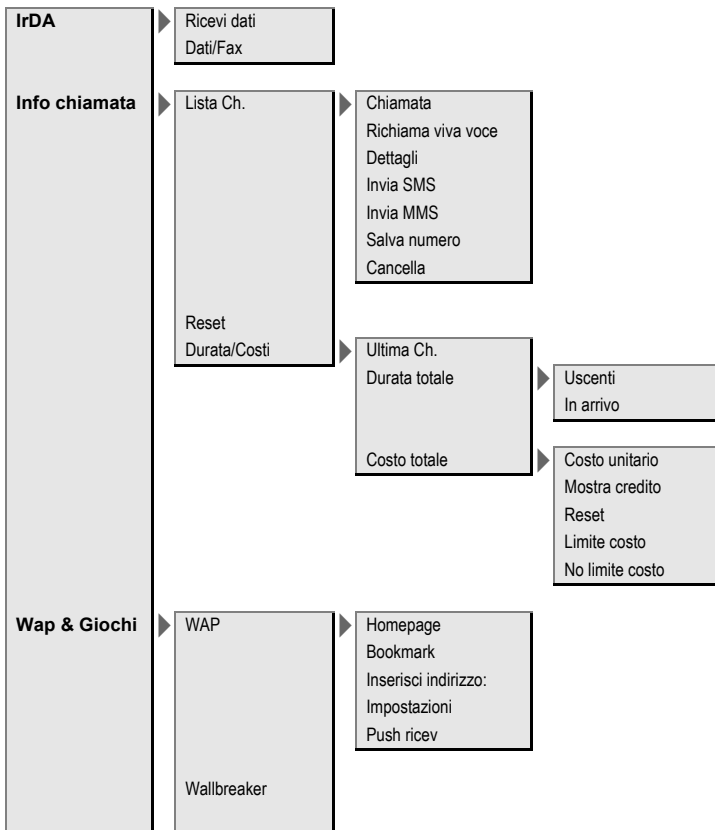 IrDA
Ricevi dati
Dati/Fax
Info chiamata
Lista Ch.
Chiamata
Richiama viva voce
Dettagli
Invia SMS
Invia MMS
Salva numero
Cancella
Reset
Durata/Costi
Ultima Ch.
Durata totale
Uscenti
In arrivo
Costo totale
Costo unitario
Mostra credito
Reset
Limite costo
No limite costo
Wap & Giochi
WAP
Homepage
Bookmark
Inserisci indirizzo:
Impostazioni
Push ricev
Wallbreaker